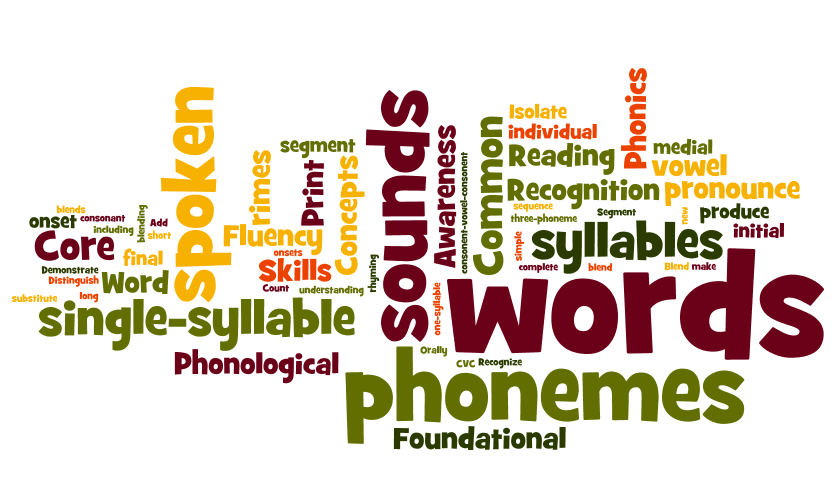 blends
onset
consonant
including
blending
Add
short
Core
final
Demonstrate
Distinguish
Word
substitute
long
single-syllable
Phonological
spoken
segment
rimes
Print
Concepts
Fluency
onsets
Skills
Count
understanding
rhyming
sounds
Awareness
consonent-vowel-consonent
one-syllable
Orally
CVC
Recognize
Common
Isolate
individual
Phonics
Reading
medial
vowel
Recognition
pronounce
sequence
three-phoneme
Segment
new
produce
initial
simple
syllables
complete
blend
Blend
make
words
phonemes
Foundational